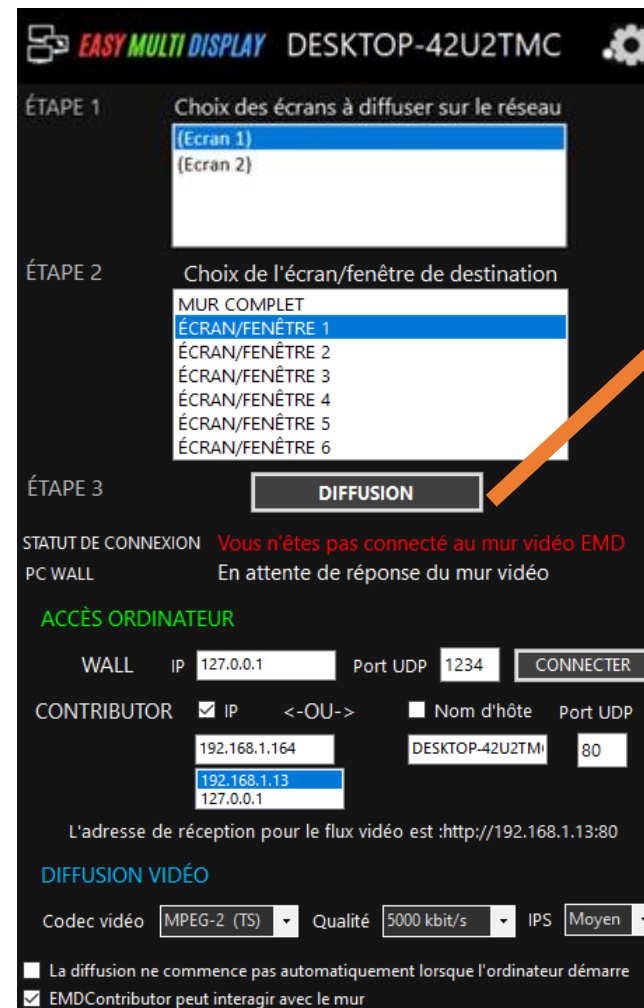 EASY MULTI DISPLAY DESKTOP-42U2TMC
ÉTAPE 1 Choix des écrans à diffuser sur le réseau
(Ecran 1)
(Ecran 2)
ÉTAPE 2 Choix de l'écran/fenêtre de destination
MUR COMPLET
ÉCRAN/FENÊTRE 1
ÉCRAN/FENÊTRE 2
ÉCRAN/FENÊTRE 3
ÉCRAN/FENÊTRE 4
ÉCRAN/FENÊTRE 5
ÉCRAN/FENÊTRE 6
ÉTAPE 3 DIFFUSION
STATUT DE CONNEXION Vous n'êtes pas connecté au mur vidéo EMD
PC WALL En attente de réponse du mur vidéo
ACCÈS ORDINATEUR
WALL IP 127.0.0.1 Port UDP 1234 CONNECTER
CONTRIBUTOR IP <-OU-> Nom d'hôte Port UDP
192.168.1.164 DESKTOP-42U2TM 80
192.168.1.13
127.0.0.1
L'adresse de réception pour le flux vidéo est :http://192.168.1.13:80
DIFFUSION VIDÉO
Codec vidéo MPEG-2 (TS) Qualité 5000 kbit/s IPS Moyen
La diffusion ne commence pas automatiquement lorsque l'ordinateur démarre
EMDContributor peut interagir avec le mur